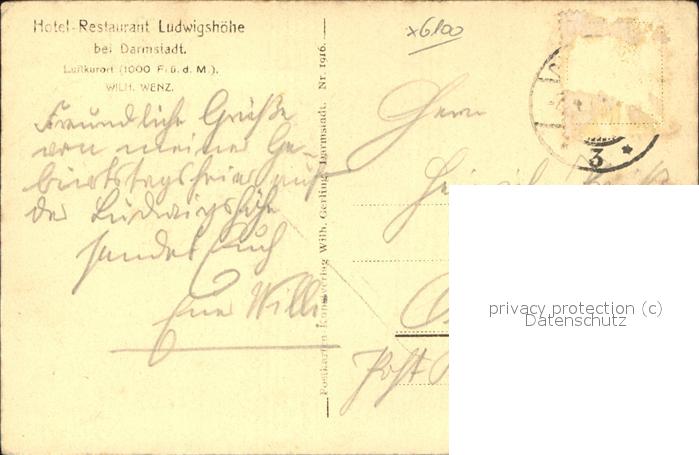 Hotel-Restaurant Ludwigshöhe
bei Darmstadt.
Luftkurort (1000 F. ü. d. M.).
WILH. WENZ.
Freundliche Grüße
von meiner Ge-
burtstagsfeier auf
der Ludwigshöhe
sendet Euch
Euer Willi
Postkarten-Kunstverlag Wilh. Gerling, Darmstadt. Nr. 1916.
x6100
3 *
Herrn
Post
privacy protection (c)
Datenschutz